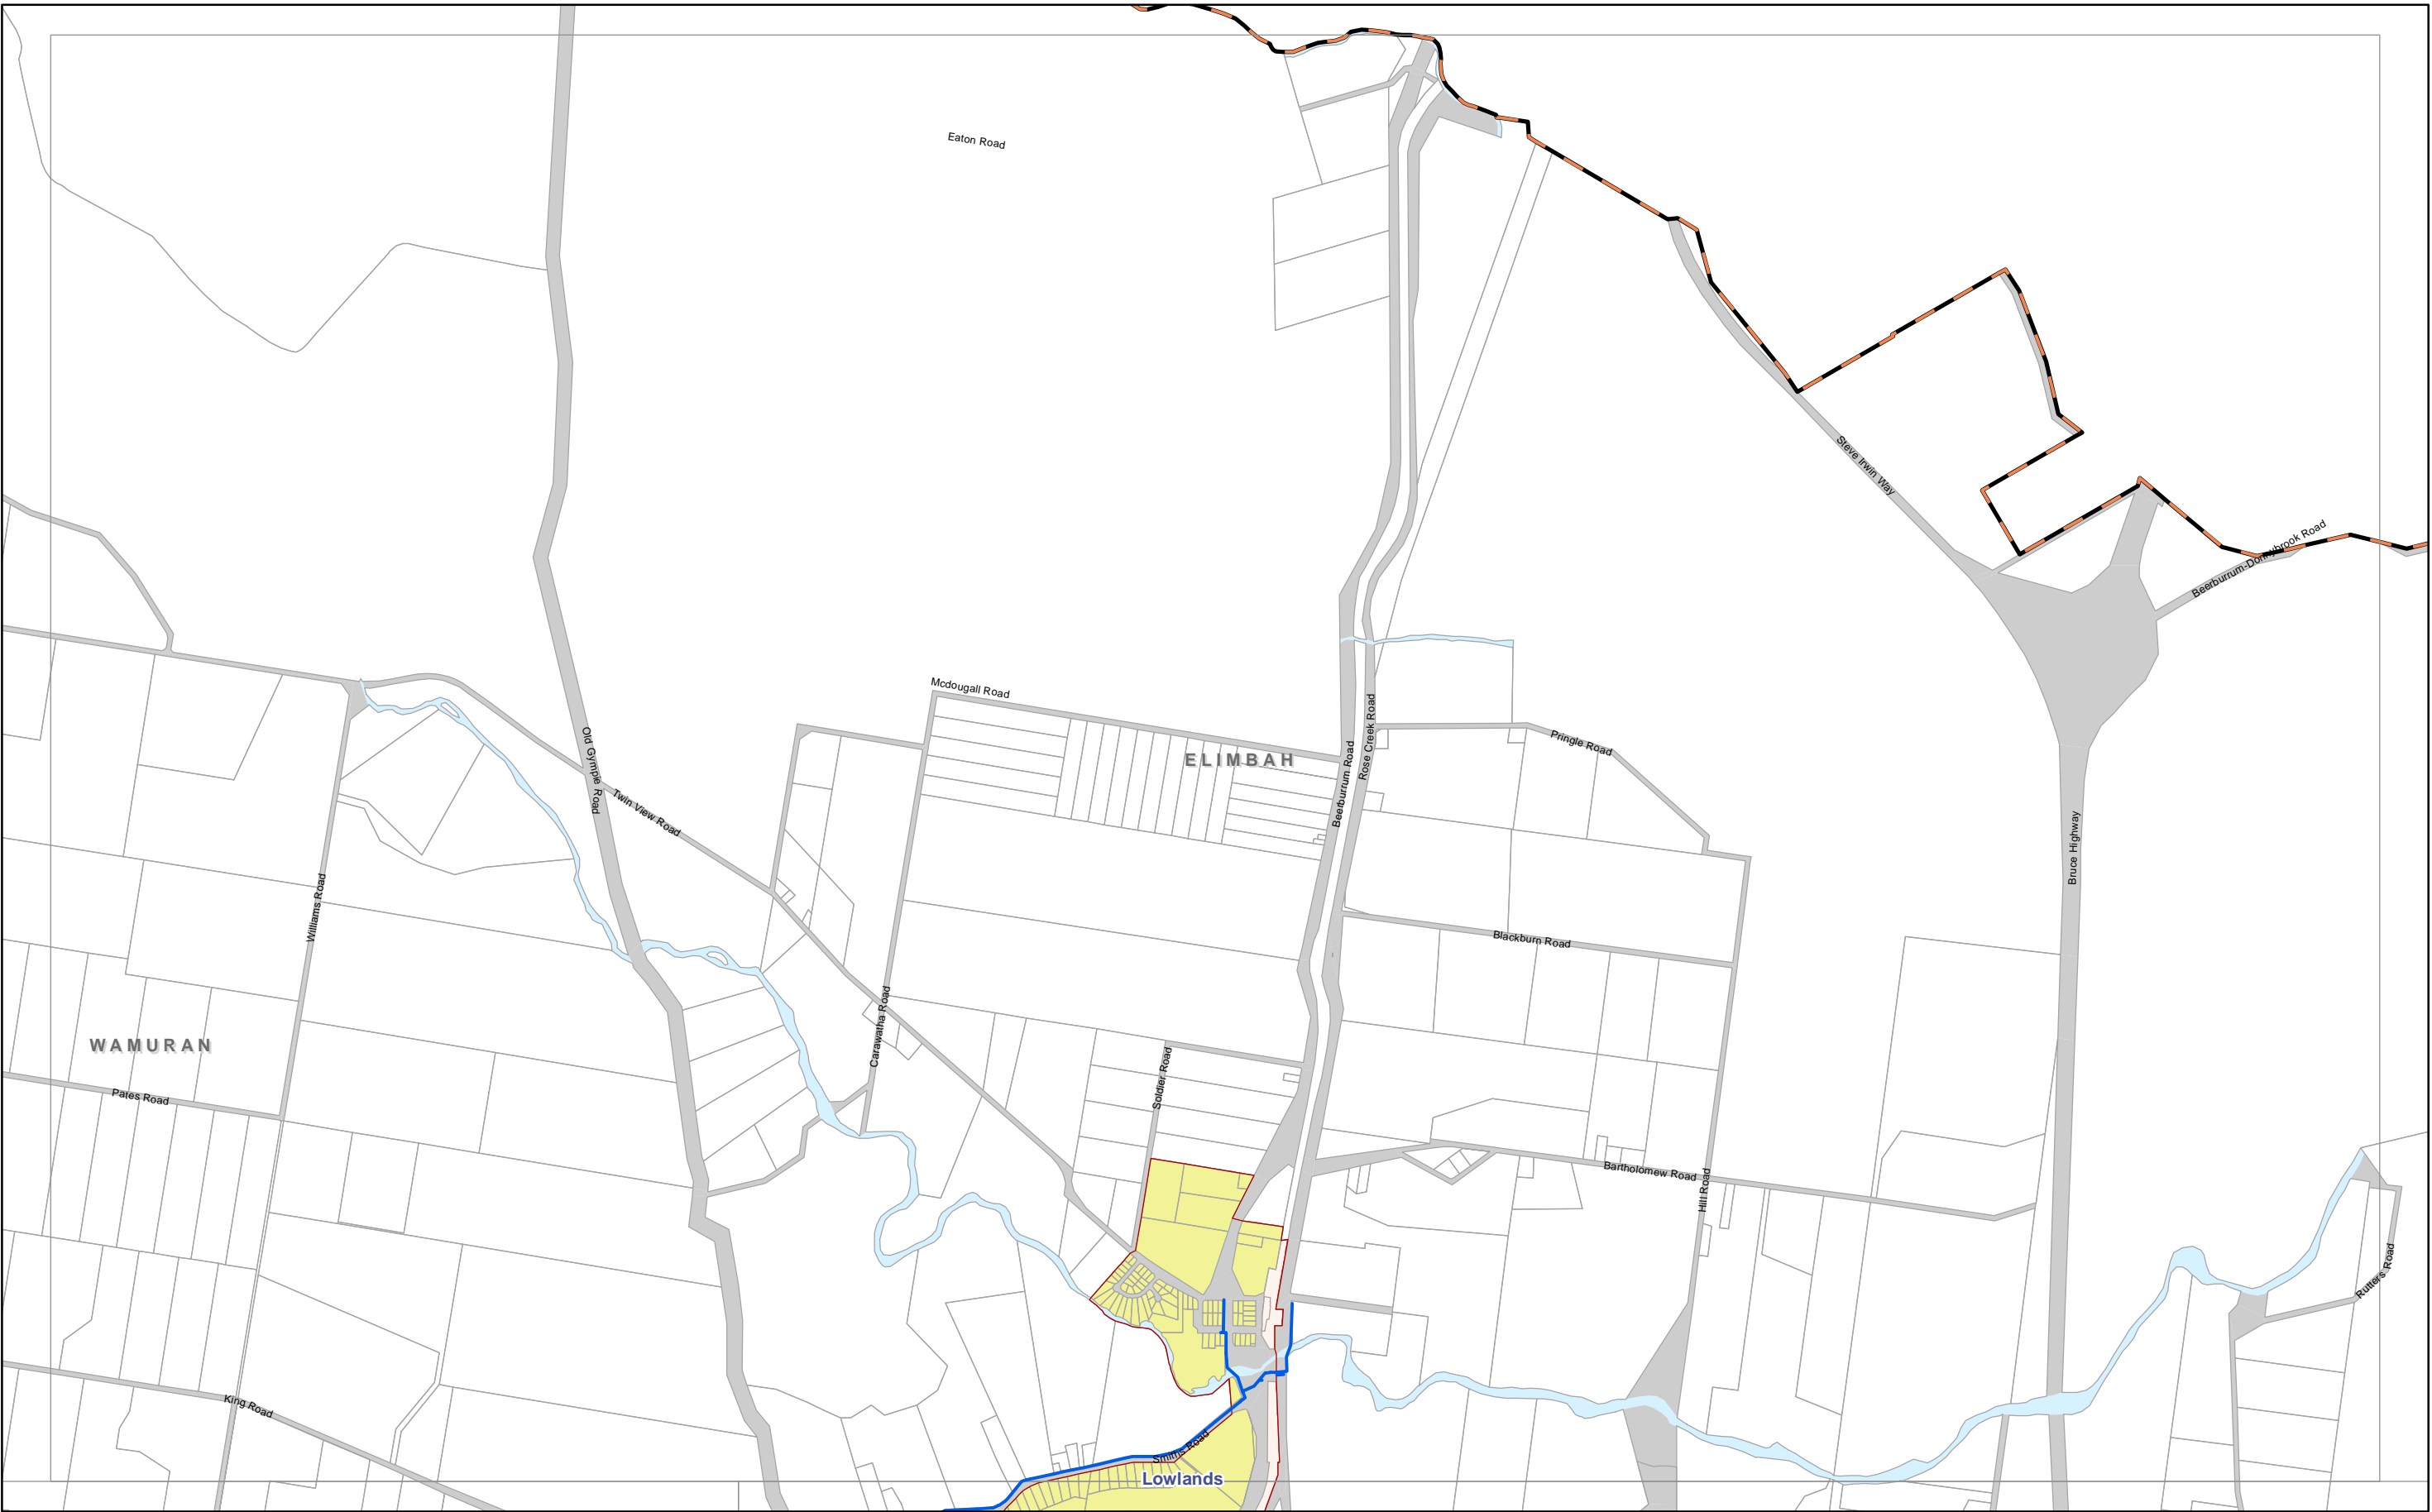 Eaton Road
Steve Irwin Way
Beerburrum-Donnybrook Road
Mcdougall Road
Old Gympie Road
Twin View Road
ELIMBAH
Beerburrum Road
Rose Creek Road
Pringle Road
Bruce Highway
Williams Road
Blackburn Road
WAMURAN
Carawatha Road
Soldier Road
Pates Road
Bartholomew Road
Hill Road
Rutters Road
King Road
Smiths Road
Lowlands